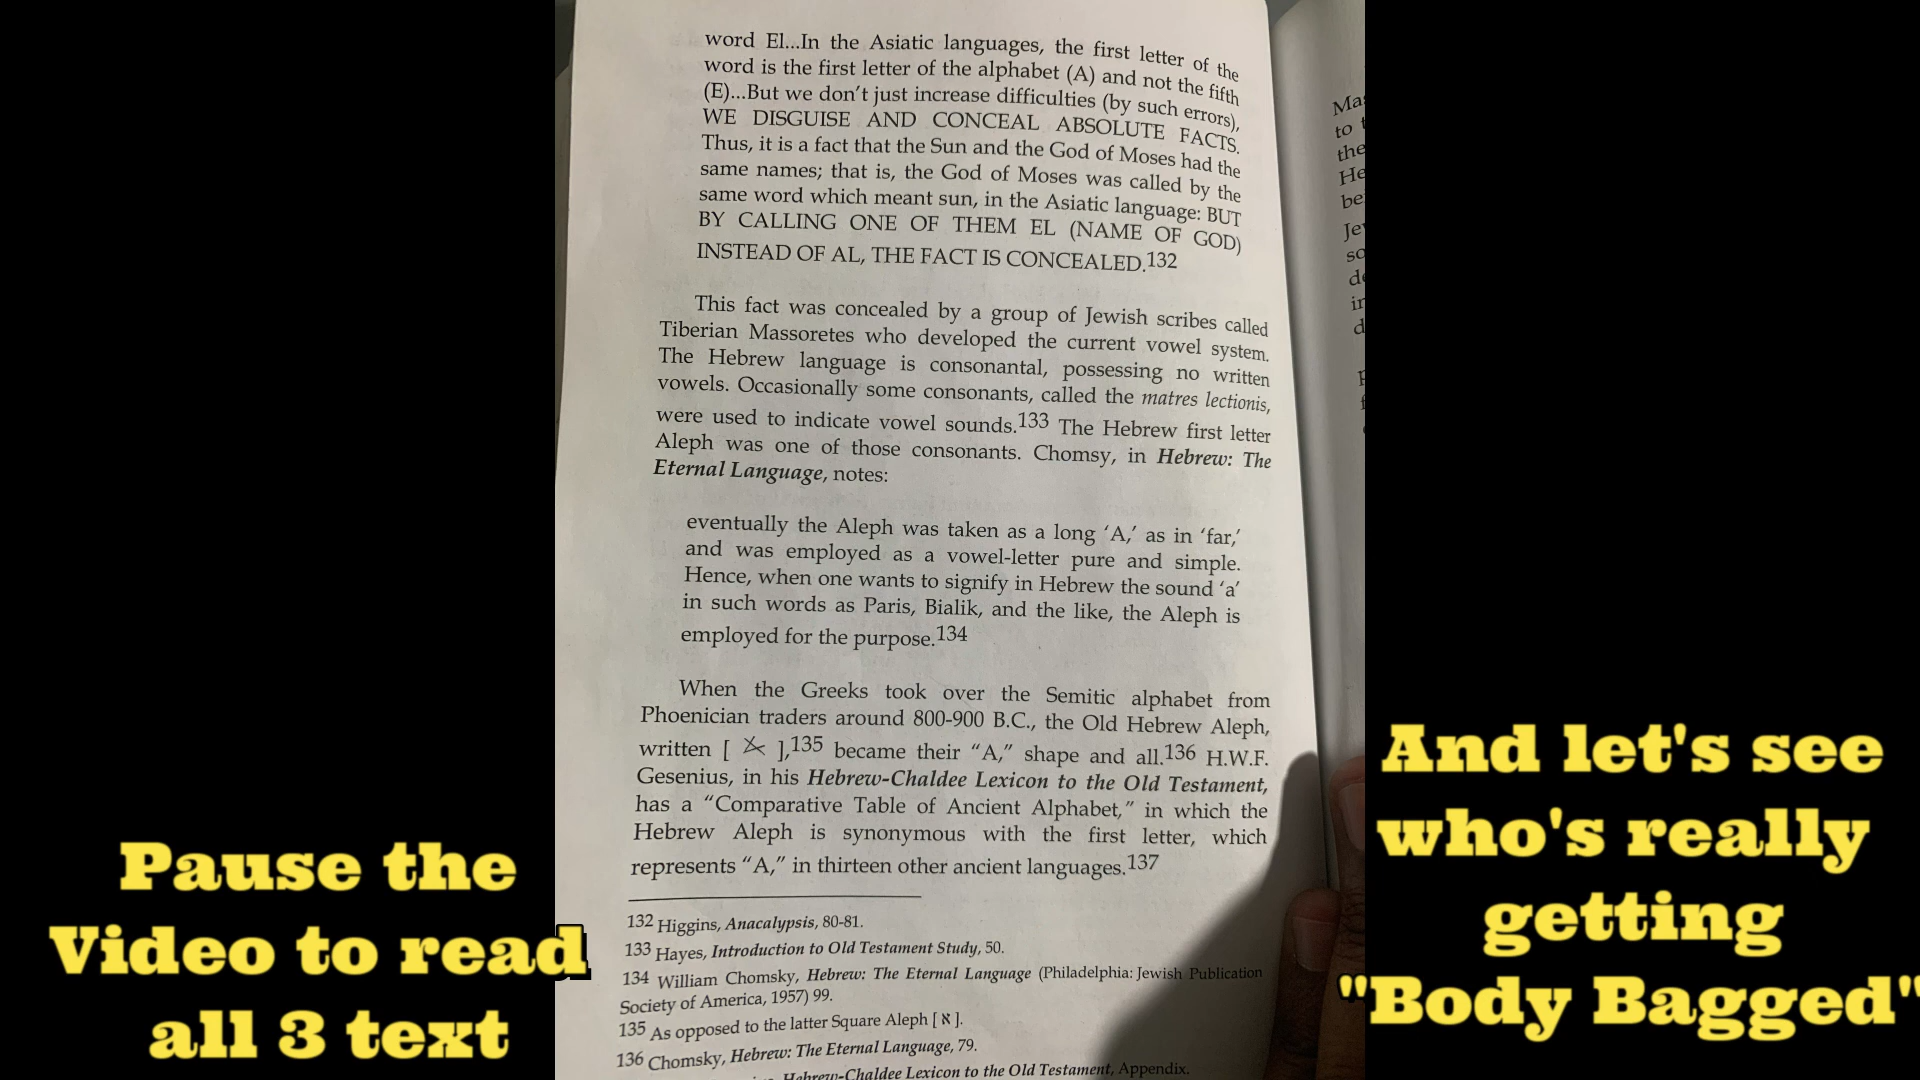 word El...In the Asiatic languages, the first letter of the
word is the first letter of the alphabet (A) and not the fifth
(E)...But we don't just increase difficulties (by such errors),
WE DISGUISE AND CONCEAL ABSOLUTE FACTS.
Thus, it is a fact that the Sun and the God of Moses had the
same names; that is, the God of Moses was called by the
same word which meant sun, in the Asiatic language: BUT
BY CALLING ONE OF THEM EL (NAME OF GOD)
INSTEAD OF AL, THE FACT IS CONCEALED.132
This fact was concealed by a group of Jewish scribes called
Tiberian Massoretes who developed the current vowel system.
The Hebrew language is consonantal, possessing no written
vowels. Occasionally some consonants, called the matres lectionis,
were used to indicate vowel sounds.133 The Hebrew first letter
Aleph was one of those consonants. Chomsy, in Hebrew: The
Eternal Language, notes:
eventually the Aleph was taken as a long 'A,' as in 'far,'
and was employed as a vowel-letter pure and simple.
Hence, when one wants to signify in Hebrew the sound 'a'
in such words as Paris, Bialik, and the like, the Aleph is
employed for the purpose.134
When the Greeks took over the Semitic alphabet from
Phoenician traders around 800-900 B.C., the Old Hebrew Aleph,
written [ ],135 became their "A," shape and all.136 H.W.F.
Gesenius, in his Hebrew-Chaldee Lexicon to the Old Testament,
has a "Comparative Table of Ancient Alphabet," in which the
Hebrew Aleph is synonymous with the first letter, which
represents "A," in thirteen other ancient languages.137
132 Higgins, Anacalypsis, 80-81.
133 Hayes, Introduction to Old Testament Study, 50.
134 William Chomsky, Hebrew: The Eternal Language (Philadelphia: Jewish Publication
Society of America, 1957) 99.
135 As opposed to the latter Square Aleph [ א ].
136 Chomsky, Hebrew: The Eternal Language, 79.
Hebrew-Chaldee Lexicon to the Old Testament, Appendix.
Pause the
Video to read
all 3 text
And let's see
who's really
getting
"Body Bagged"